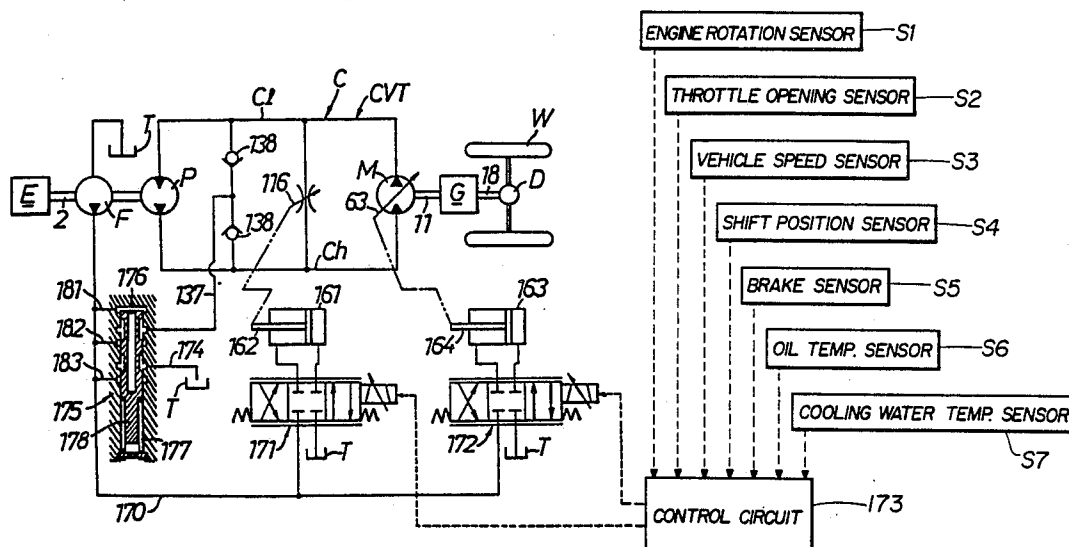 ENGINE ROTATION SENSOR S1
THROTTLE OPENING SENSOR S2
VEHICLE SPEED SENSOR S3
SHIFT POSITION SENSOR S4
BRAKE SENSOR S5
OIL TEMP. SENSOR S6
COOLING WATER TEMP. SENSOR S7
CONTROL CIRCUIT 173
C
Cl CVT
W
T
138
P M
E 116 G 18 D
2 F 63 11
138
Ch
176
181 137 161 163
182
174 162 164
183
T
175
178 177 171 T 172 T
170